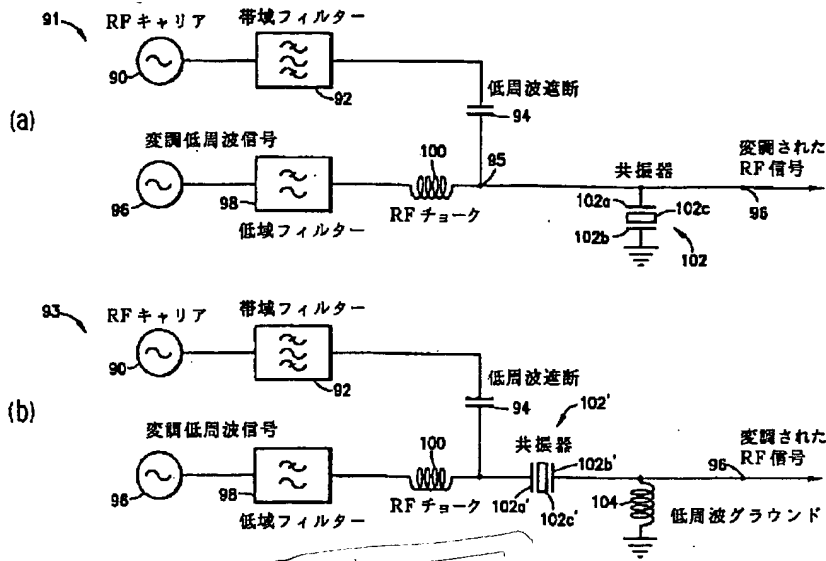 91
RFキャリア
帯域フィルター
90
92
(a)
低周波遮断
94
変調低周波信号
100
95
共振器
変調された
RF信号
96
98
RFチョーク
102a
102c
96
低域フィルター
102b
102
93
RFキャリア
帯域フィルター
90
92
(b)
低周波遮断
94
102'
変調低周波信号
100
共振器
102b'
変調された
RF信号
96
96
98
RFチョーク
102a'
102c'
104
低周波グラウンド
低域フィルター